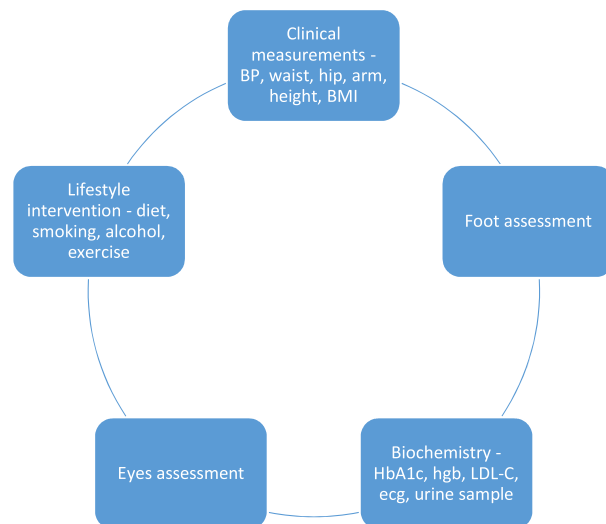 Clinical
measurements -
BP, waist, hip, arm,
height, BMI
Foot assessment
Biochemistry -
HbA1c, hgb, LDL-C,
ecg, urine sample
Eyes assessment
Lifestyle
intervention - diet,
smoking, alcohol,
exercise